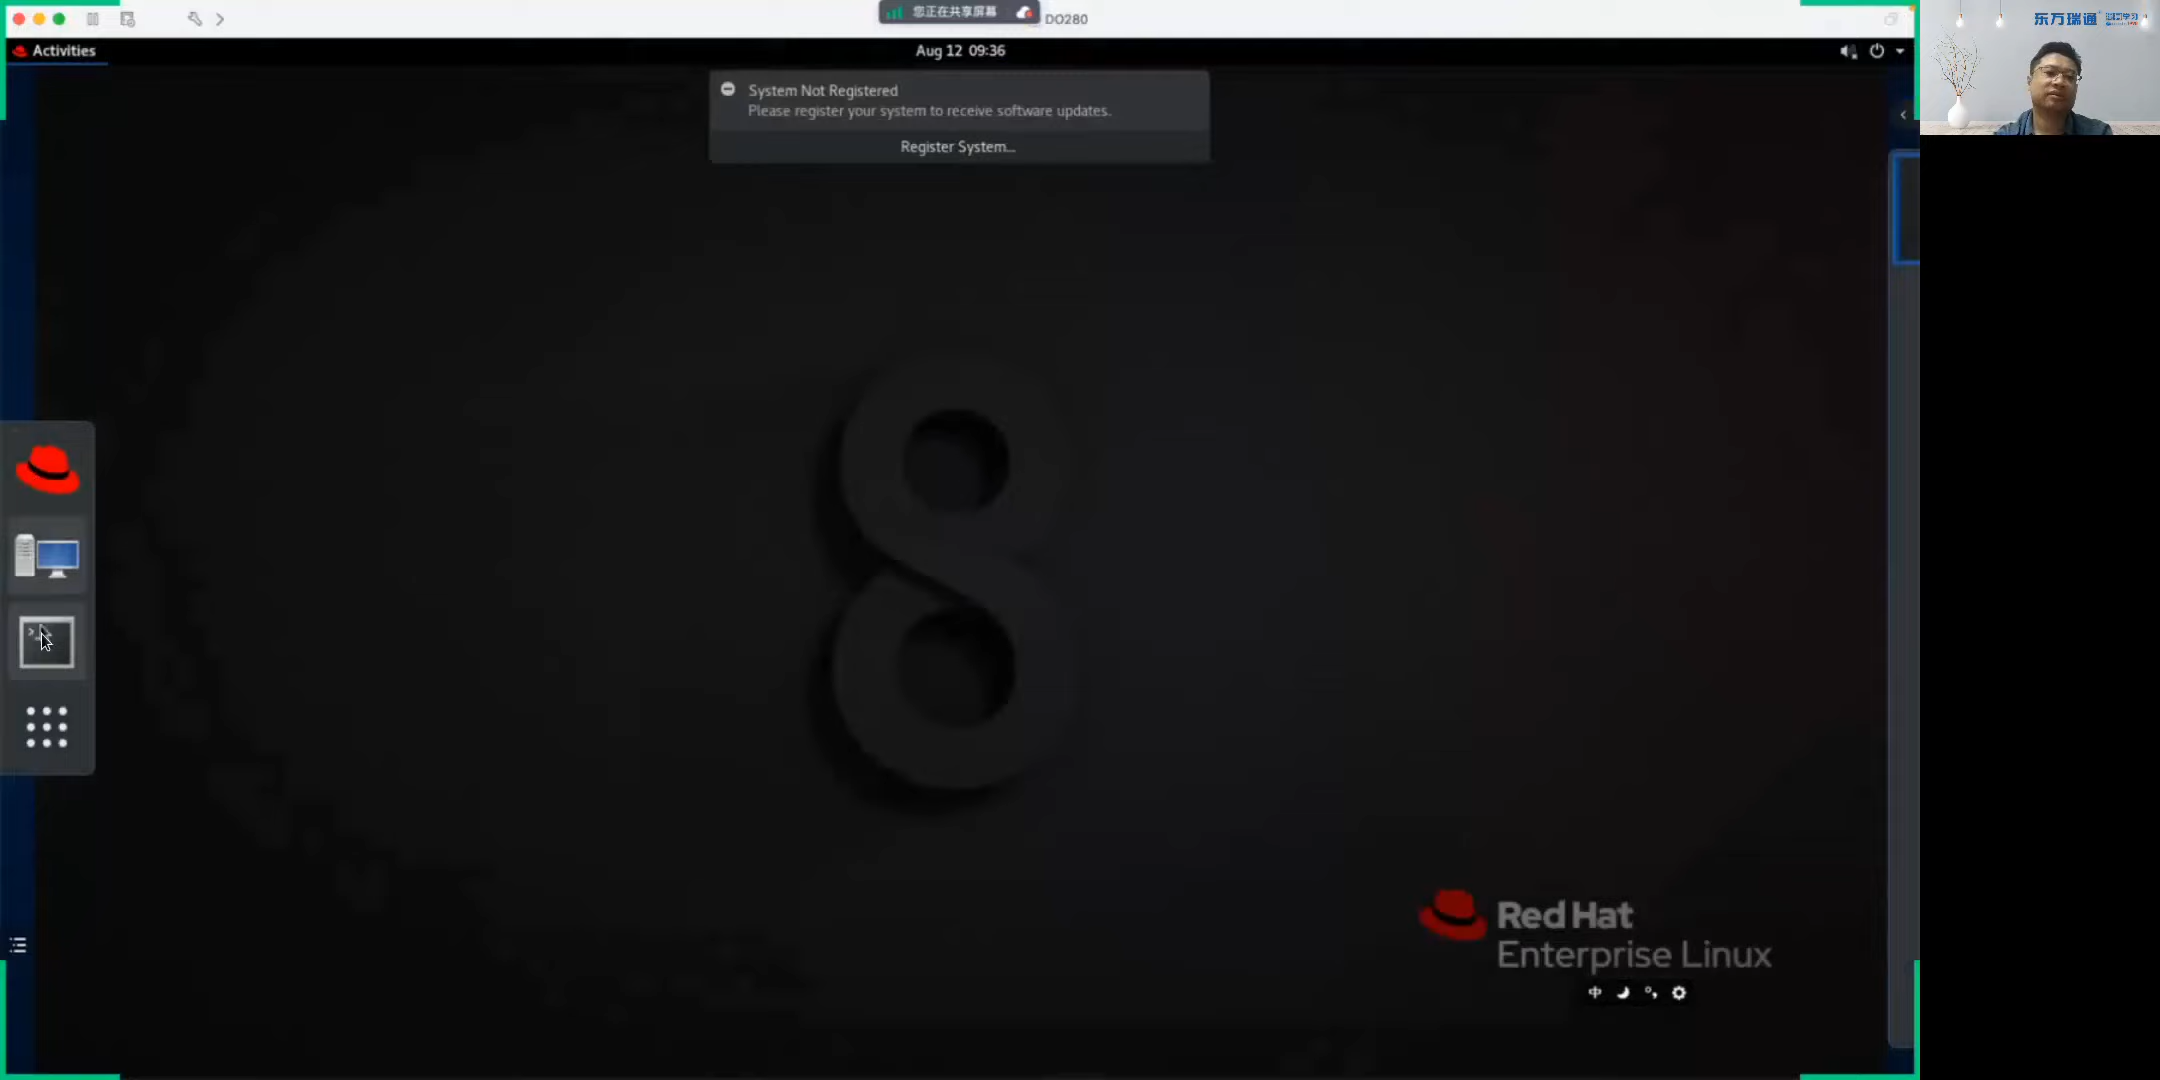 您正在共享屏幕
DO280
Activities
Aug 12 09:36
System Not Registered
Please register your system to receive software updates.
Register System...
Red Hat
Enterprise Linux
中
东方瑞通